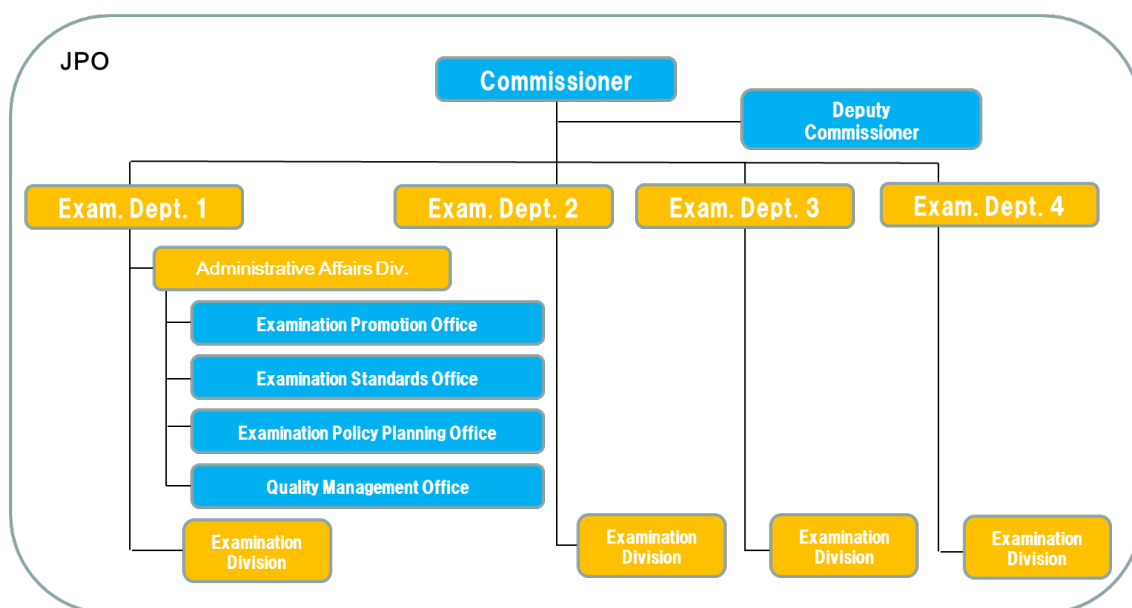 JPO
Commissioner
Deputy
Commissioner
Exam. Dept. 1
Exam. Dept. 2
Exam. Dept. 3
Exam. Dept. 4
Administrative Affairs Div.
Examination Promotion Office
Examination Standards Office
Examination Policy Planning Office
Quality Management Office
Examination
Division
Examination
Division
Examination
Division
Examination
Division